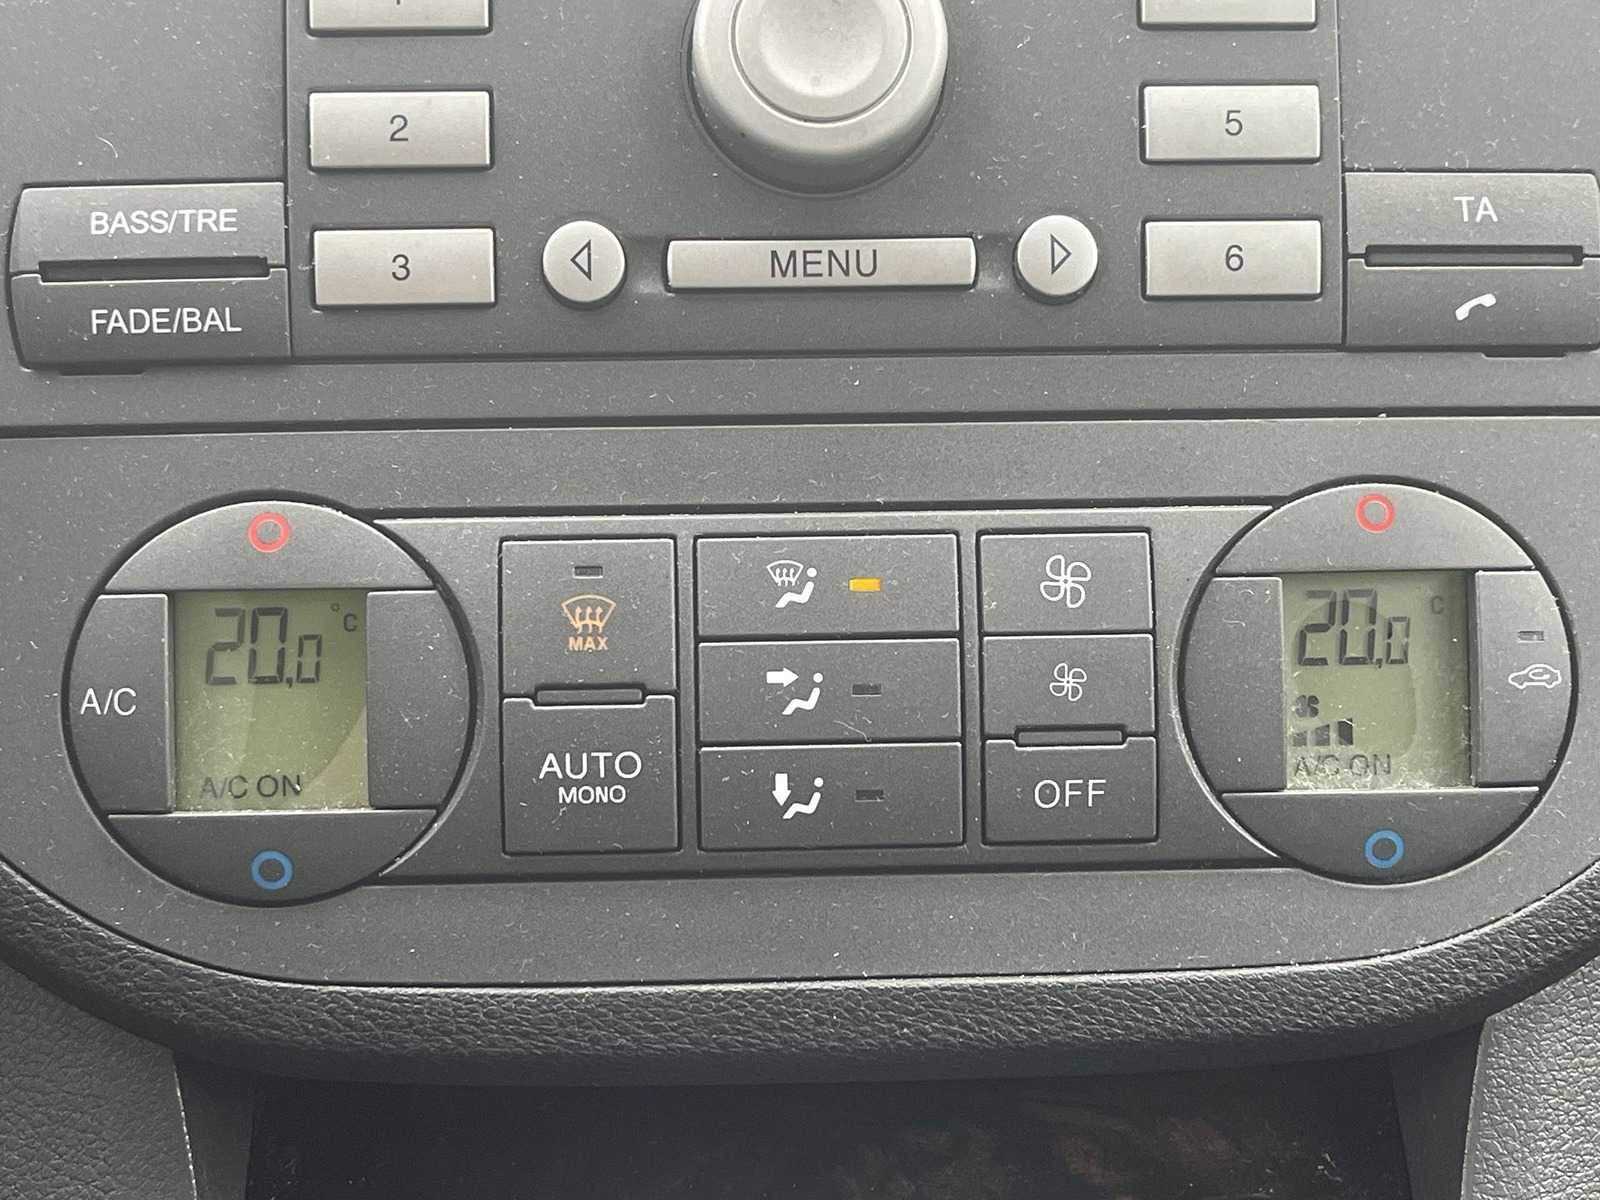 1
2
5
BASS/TRE
3
MENU
6
TA
FADE/BAL
20,0 °C
MAX
20,0 °C
A/C
AUTO
MONO
OFF
A/C ON
A/C ON